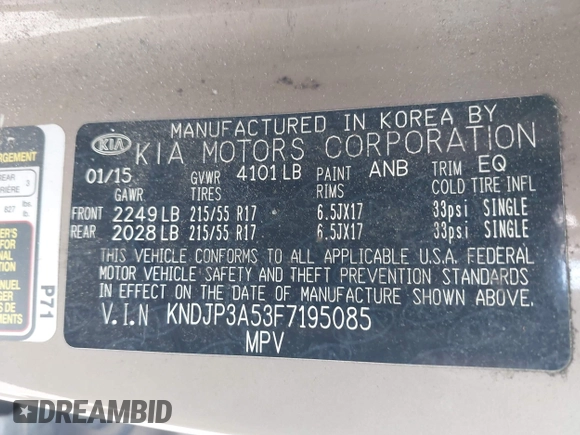 MANUFACTURED IN KOREA BY
KIA KIA MOTORS CORPORATION
01/15 GVWR 4101 LB PAINT ANB TRIM EQ
GAWR TIRES RIMS COLD TIRE INFL
FRONT 2249 LB 215/55 R17 6.5JX17 33psi SINGLE
REAR 2028 LB 215/55 R17 6.5JX17 33psi SINGLE
THIS VEHICLE CONFORMS TO ALL APPLICABLE U.S.A. FEDERAL
MOTOR VEHICLE SAFETY AND THEFT PREVENTION STANDARDS
IN EFFECT ON THE DATE OF MANUFACTURE SHOWN ABOVE.
V.I.N KNDJP3A53F7195085
MPV
P71
DREAMBID